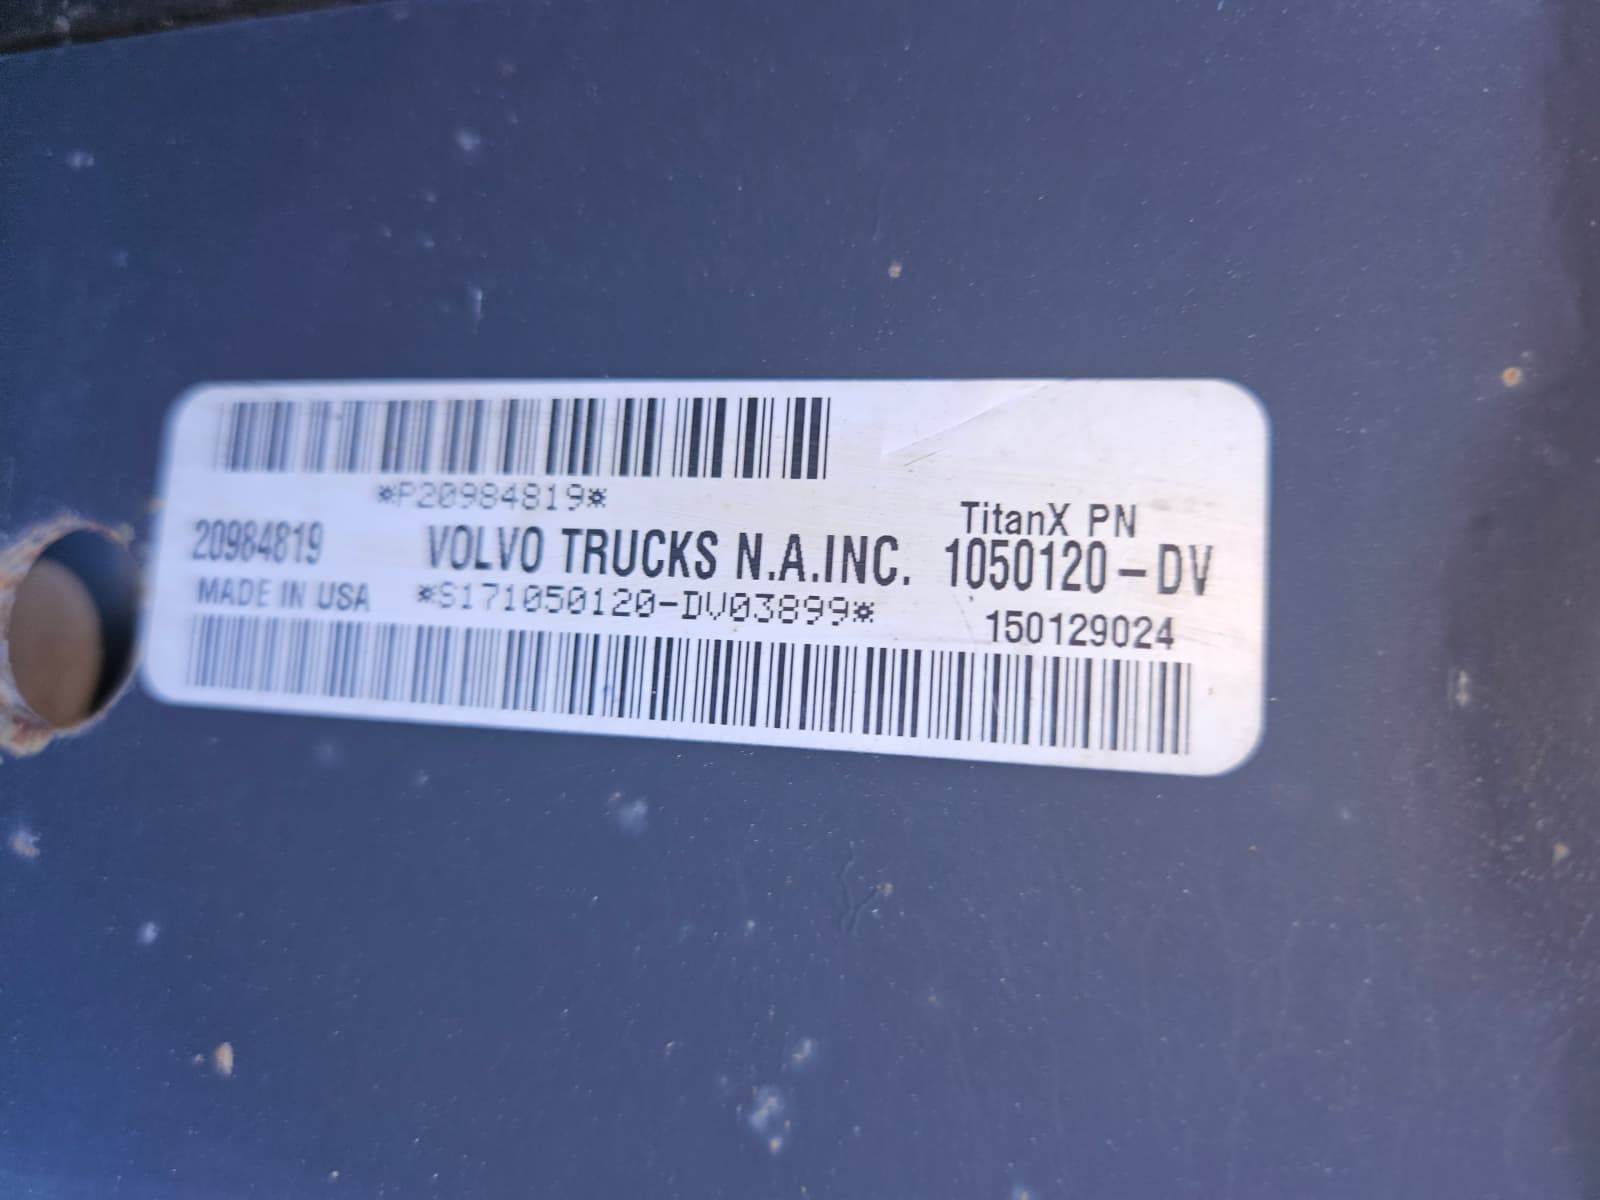 *P20984819*
TitanX PN
20984819 VOLVO TRUCKS N.A.INC. 1050120-DV
MADE IN USA *S171050120-DV03899*
150129024